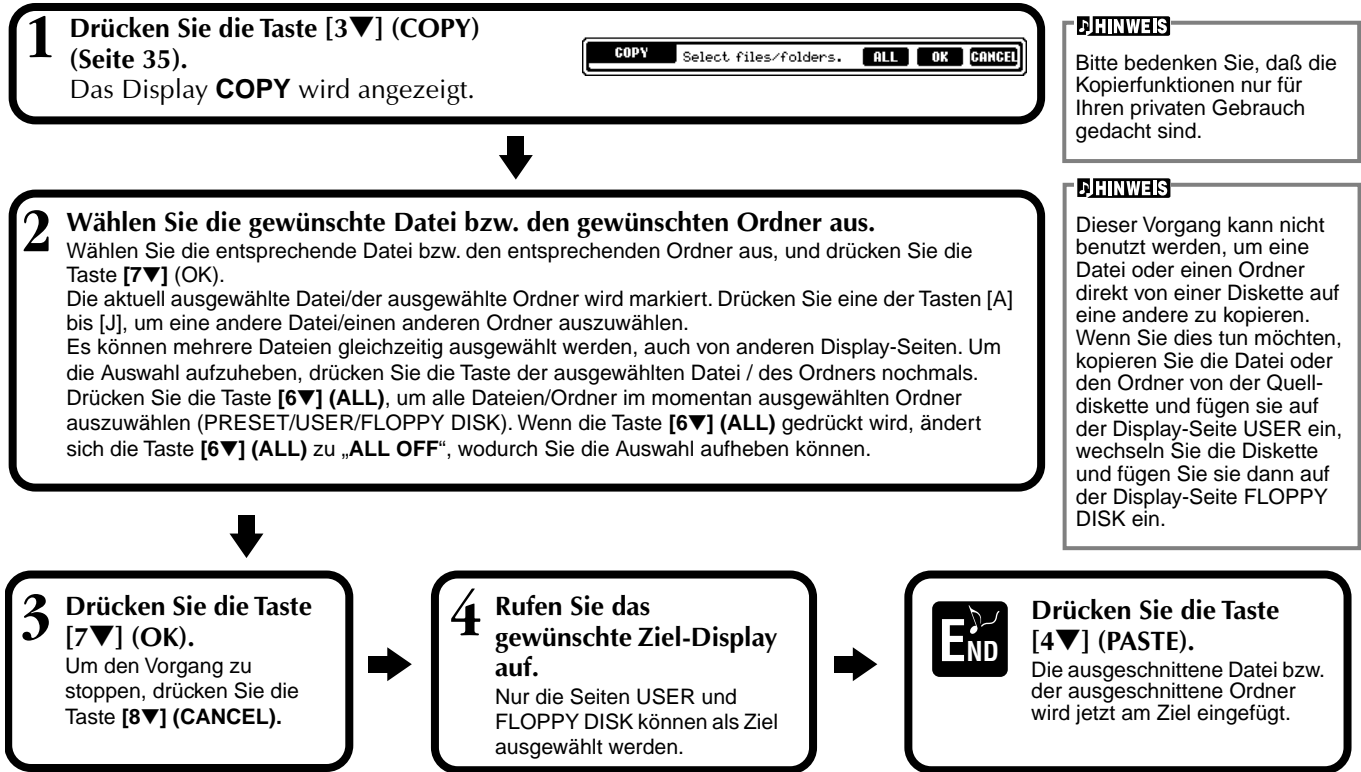 1 Drücken Sie die Taste [3▼] (COPY)
(Seite 35).
Das Display COPY wird angezeigt.
COPY Select files/folders. ALL OK CANCEL
HINWEIS
Bitte bedenken Sie, daß die
Kopierfunktionen nur für
Ihren privaten Gebrauch
gedacht sind.
2 Wählen Sie die gewünschte Datei bzw. den gewünschten Ordner aus.
Wählen Sie die entsprechende Datei bzw. den entsprechenden Ordner aus, und drücken Sie die
Taste [7▼] (OK).
Die aktuell ausgewählte Datei/der ausgewählte Ordner wird markiert. Drücken Sie eine der Tasten [A]
bis [J], um eine andere Datei/einen anderen Ordner auszuwählen.
Es können mehrere Dateien gleichzeitig ausgewählt werden, auch von anderen Display-Seiten. Um
die Auswahl aufzuheben, drücken Sie die Taste der ausgewählten Datei / des Ordners nochmals.
Drücken Sie die Taste [6▼] (ALL), um alle Dateien/Ordner im momentan ausgewählten Ordner
auszuwählen (PRESET/USER/FLOPPY DISK). Wenn die Taste [6▼] (ALL) gedrückt wird, ändert
sich die Taste [6▼] (ALL) zu „ALL OFF“, wodurch Sie die Auswahl aufheben können.
HINWEIS
Dieser Vorgang kann nicht
benutzt werden, um eine
Datei oder einen Ordner
direkt von einer Diskette auf
eine andere zu kopieren.
Wenn Sie dies tun möchten,
kopieren Sie die Datei oder
den Ordner von der Quell-
diskette und fügen sie auf
der Display-Seite USER ein,
wechseln Sie die Diskette
und fügen Sie sie dann auf
der Display-Seite FLOPPY
DISK ein.
3 Drücken Sie die Taste
[7▼] (OK).
Um den Vorgang zu
stoppen, drücken Sie die
Taste [8▼] (CANCEL).
4 Rufen Sie das
gewünschte Ziel-Display
auf.
Nur die Seiten USER und
FLOPPY DISK können als Ziel
ausgewählt werden.
END
Drücken Sie die Taste
[4▼] (PASTE).
Die ausgeschnittene Datei bzw.
der ausgeschnittene Ordner
wird jetzt am Ziel eingefügt.